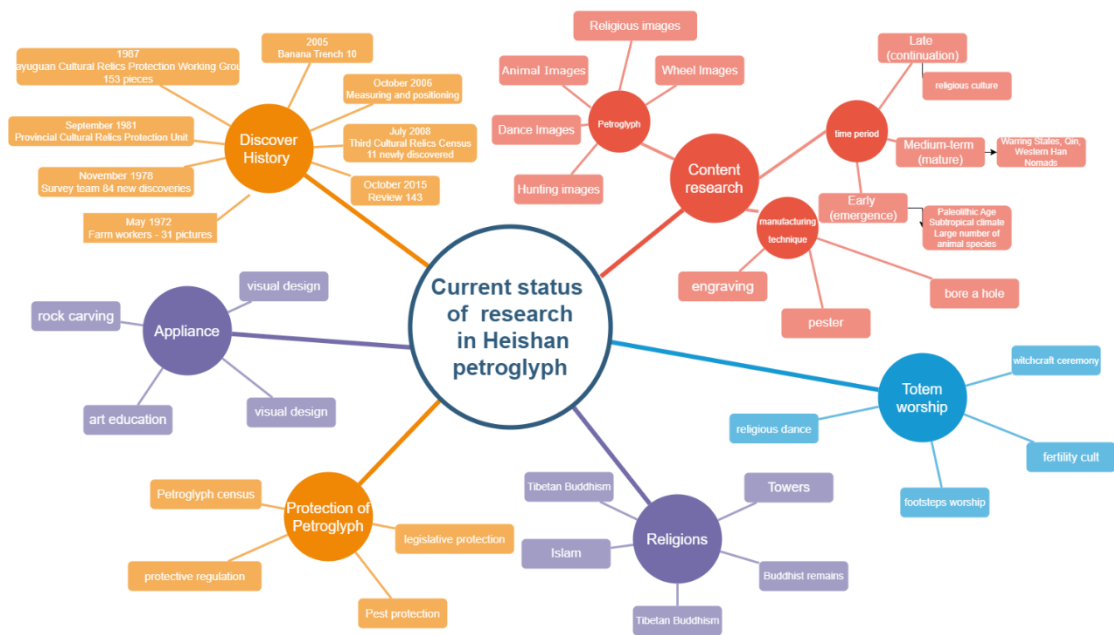 Current status
of research
in Heishan
petroglyph
Discover
History
1987
ayuguan Cultural Relics Protection Working Grou
153 pieces
2005
Banana Trench 10
October 2006
Measuring and positioning
September 1981
Provincial Cultural Relics Protection Unit
July 2008
Third Cultural Relics Census
11 newly discovered
November 1978
Survey team 84 new discoveries
October 2015
Review 143
May 1972
Farm workers - 31 pictures
Content
research
Petroglyph
Religious images
Animal Images
Wheel Images
Dance Images
Hunting images
time period
Late
(continuation)
religious culture
Medium-term
(mature)
Warring States, Qin,
Western Han
Nomads
Early
(emergence)
Paleolithic Age
Subtropical climate
Large number of
animal species
manufacturing
technique
engraving
pester
bore a hole
Appliance
visual design
rock carving
art education
visual design
Totem
worship
witchcraft ceremony
religious dance
fertility cult
footsteps worship
Protection of
Petroglyph
Petroglyph census
legislative protection
protective regulation
Pest protection
Religions
Tibetan Buddhism
Towers
Islam
Buddhist remains
Tibetan Buddhism